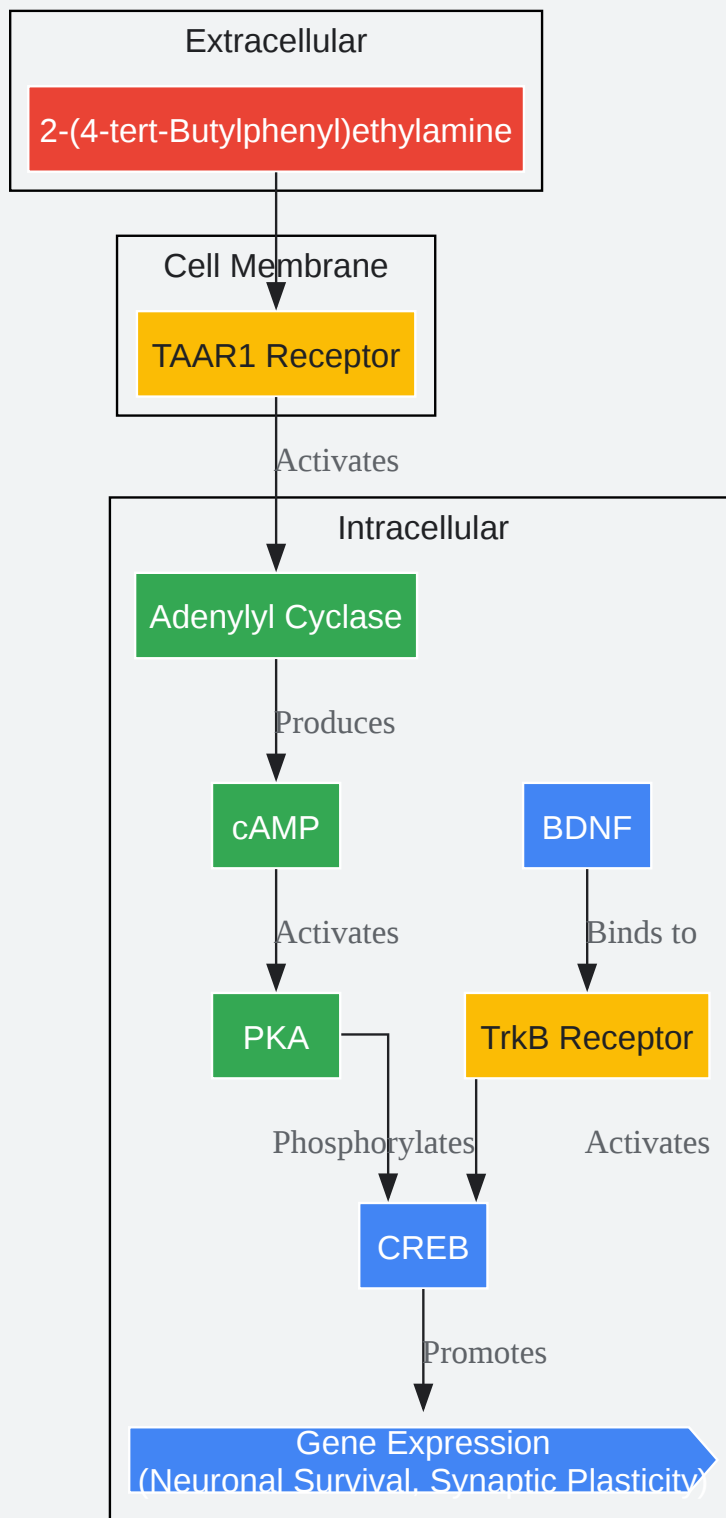 Extracellular
2-(4-tert-Butylphenyl)ethylamine
Cell Membrane
TAAR1 Receptor
Activates
Intracellular
Adenylyl Cyclase
Produces
cAMP
BDNF
Activates
Binds to
PKA
TrkB Receptor
Phosphorylates
Activates
CREB
Promotes
Gene Expression
(Neuronal Survival, Synaptic Plasticity)